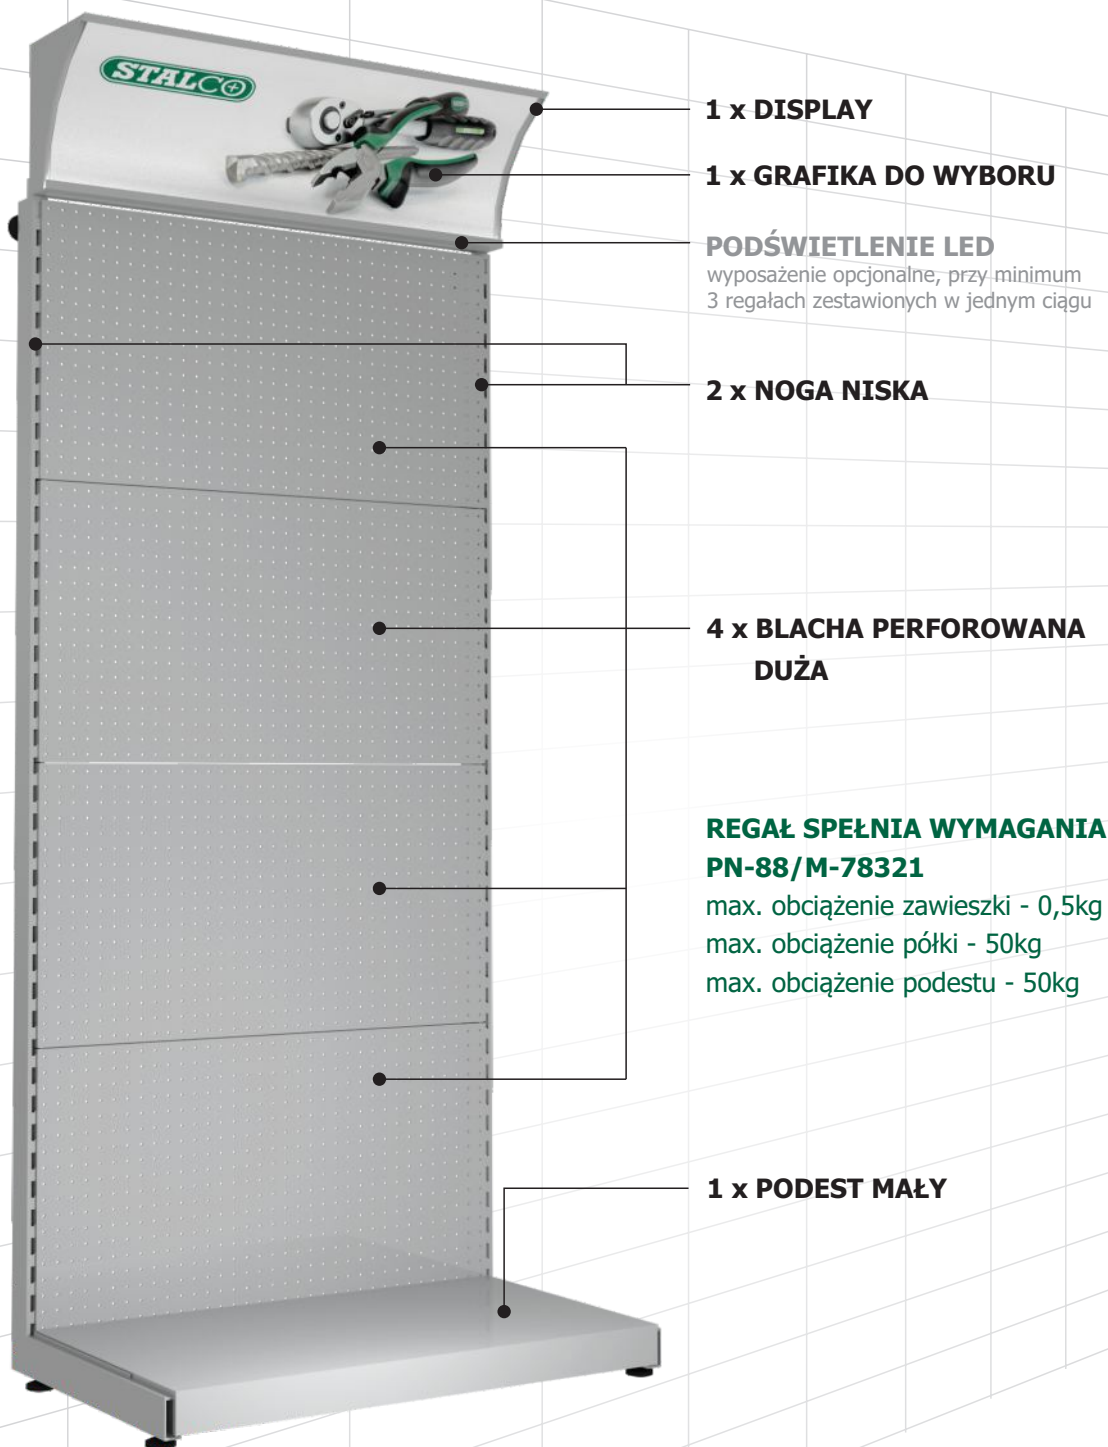 STALCO
1 x DISPLAY
1 x GRAFIKA DO WYBORU
PODŚWIETLENIE LED
wyposażenie opcjonalne, przy minimum
3 regałach zestawionych w jednym ciągu
2 x NOGA NISKA
4 x BLACHA PERFOROWANA
DUŻA
REGAŁ SPEŁNIA WYMAGANIA
PN-88/M-78321
max. obciążenie zawieszki - 0,5kg
max. obciążenie półki - 50kg
max. obciążenie podestu - 50kg
1 x PODEST MAŁY